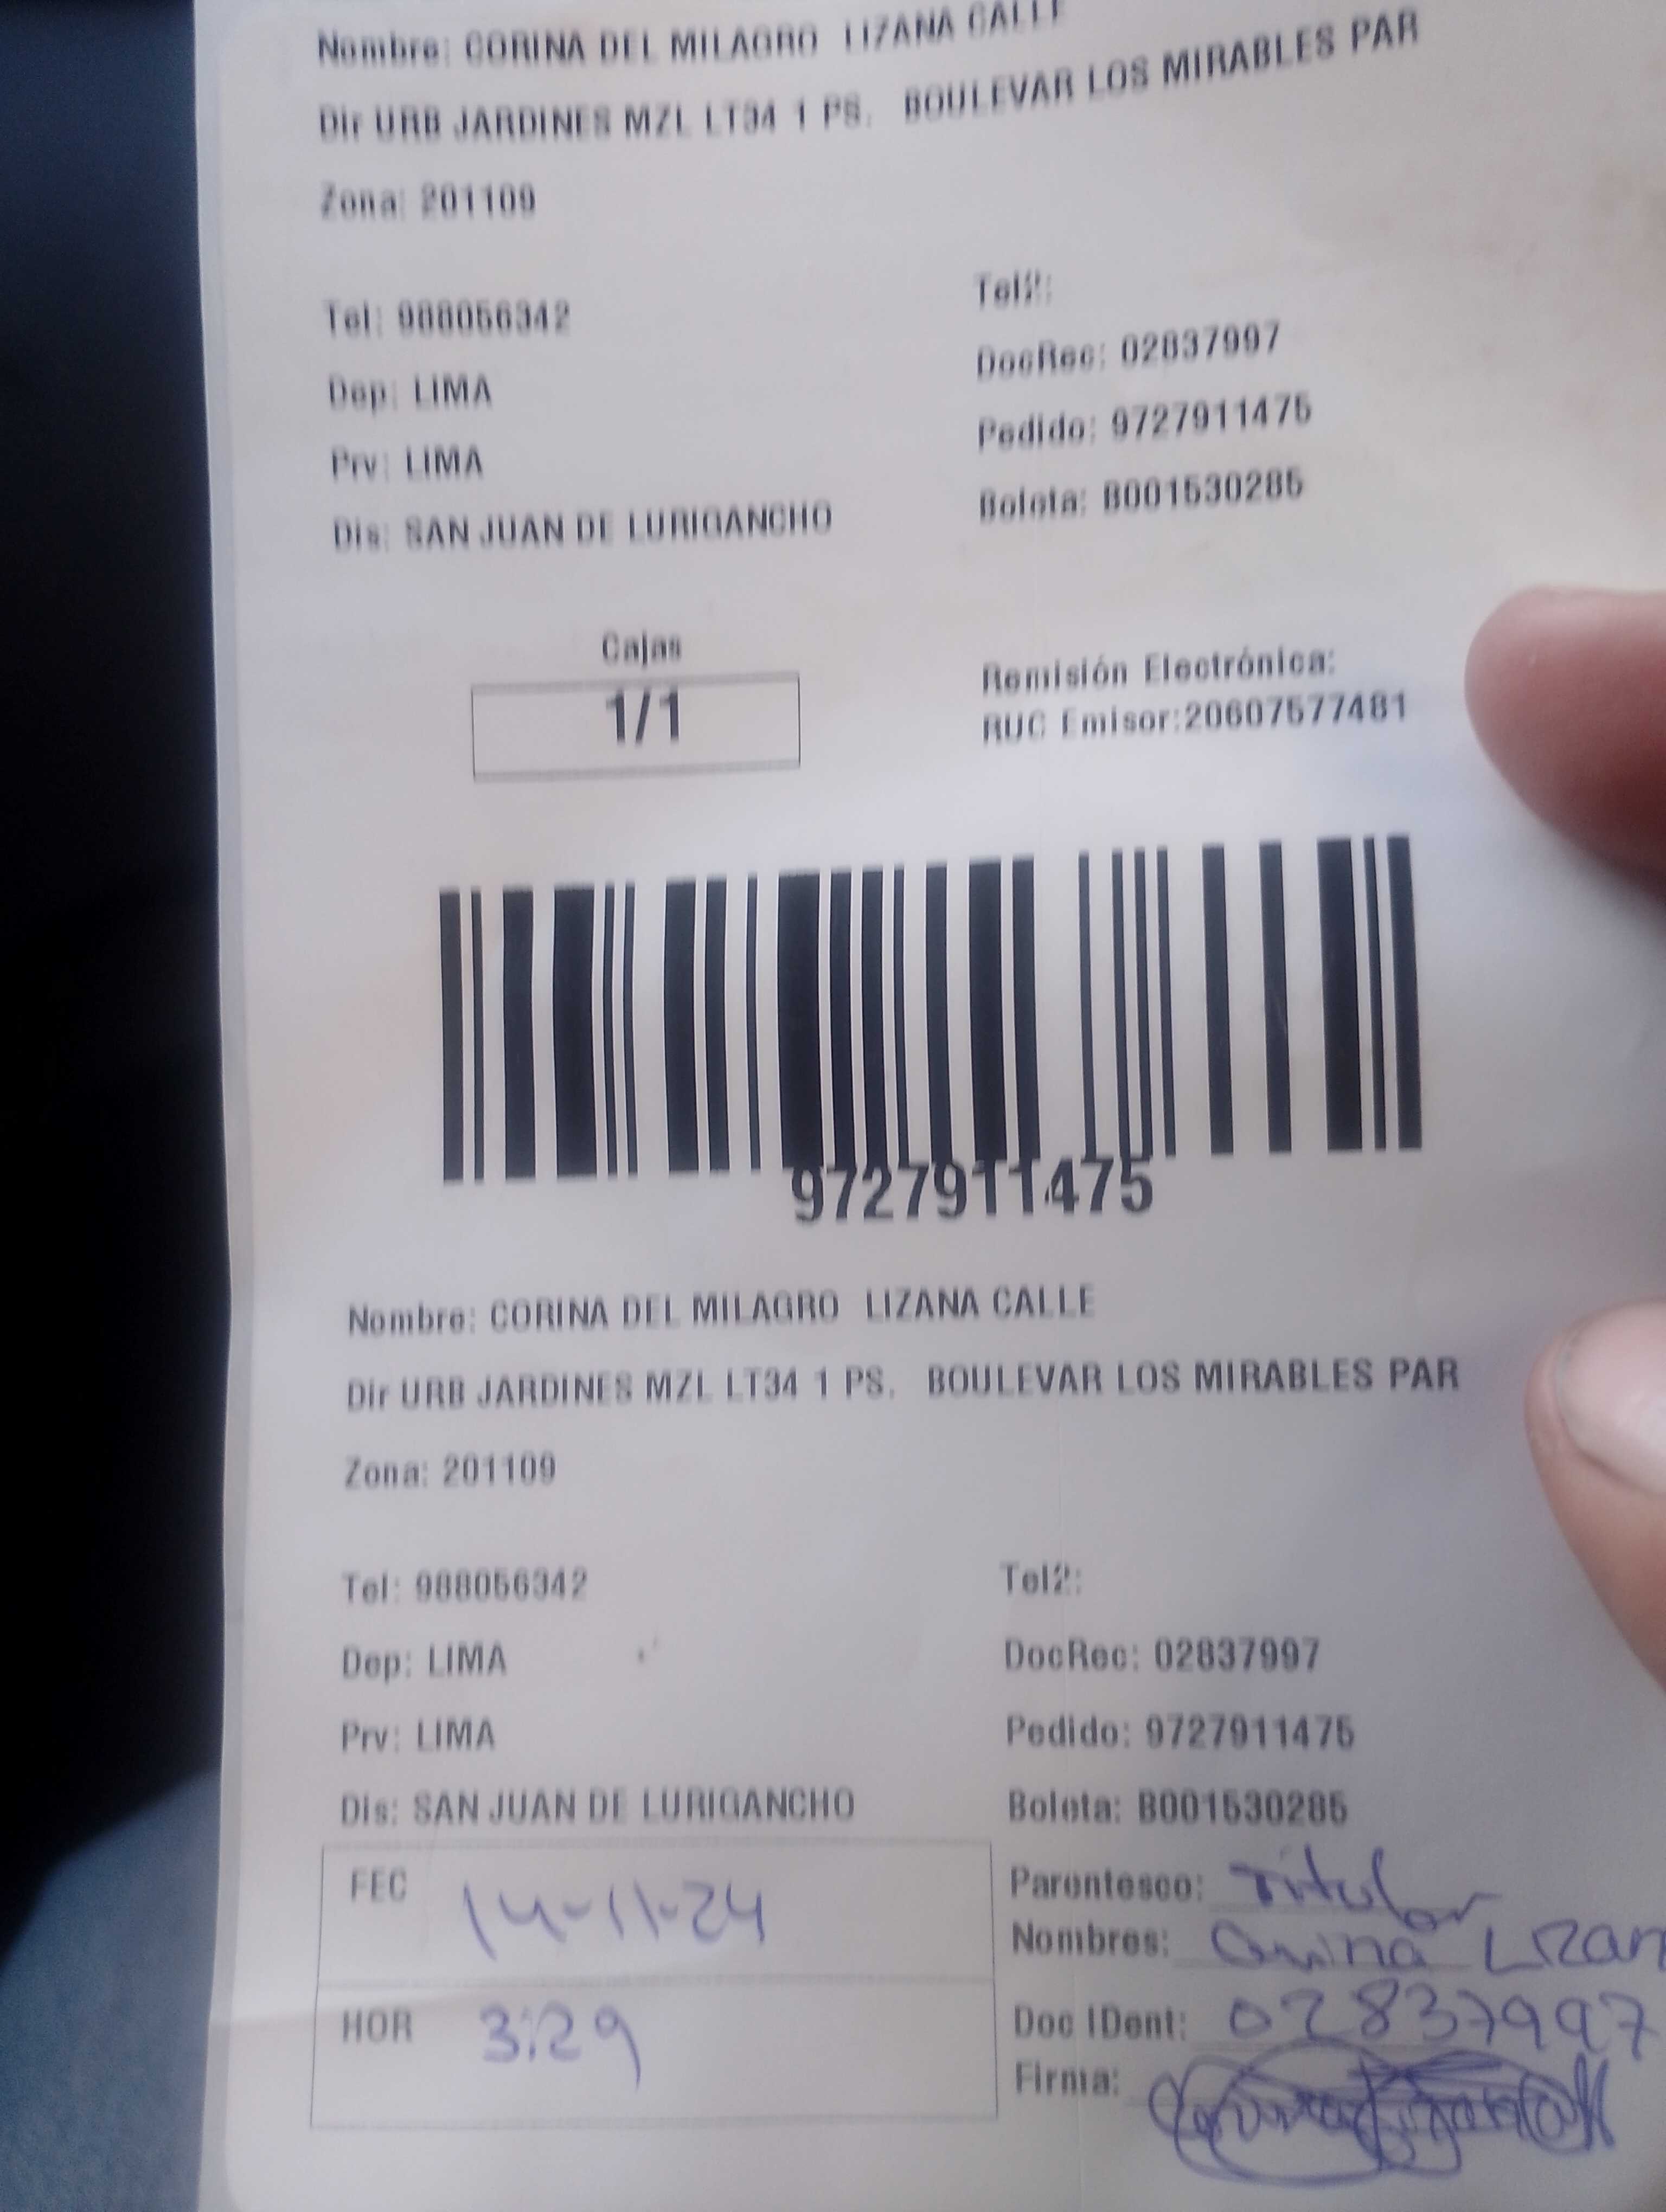 Nombre: CORINA DEL MILAGRO LIZANA CALLE
Dir URB JARDINES MZL LT34 1 PS. BOULEVAR LOS MIRABLES PAR
Zona: 201109
Tel: 988056342
Tel2:
Dep: LIMA
DocRec: 02837997
Prv: LIMA
Pedido: 9727911475
Dis: SAN JUAN DE LURIGANCHO
Boleta: B001530285
Cajas
1/1
Remisión Electrónica:
RUC Emisor:20607577481
9727911475
Nombre: CORINA DEL MILAGRO LIZANA CALLE
Dir URB JARDINES MZL LT34 1 PS. BOULEVAR LOS MIRABLES PAR
Zona: 201109
Tel: 988056342
Tel2:
Dep: LIMA
DocRec: 02837997
Prv: LIMA
Pedido: 9727911475
Dis: SAN JUAN DE LURIGANCHO
Boleta: B001530285
FEC 14-11-24
Parentesco: Titular
Nombres: Corina Lizan
HOR 3:29
Doc IDent: 02837997
Firma: